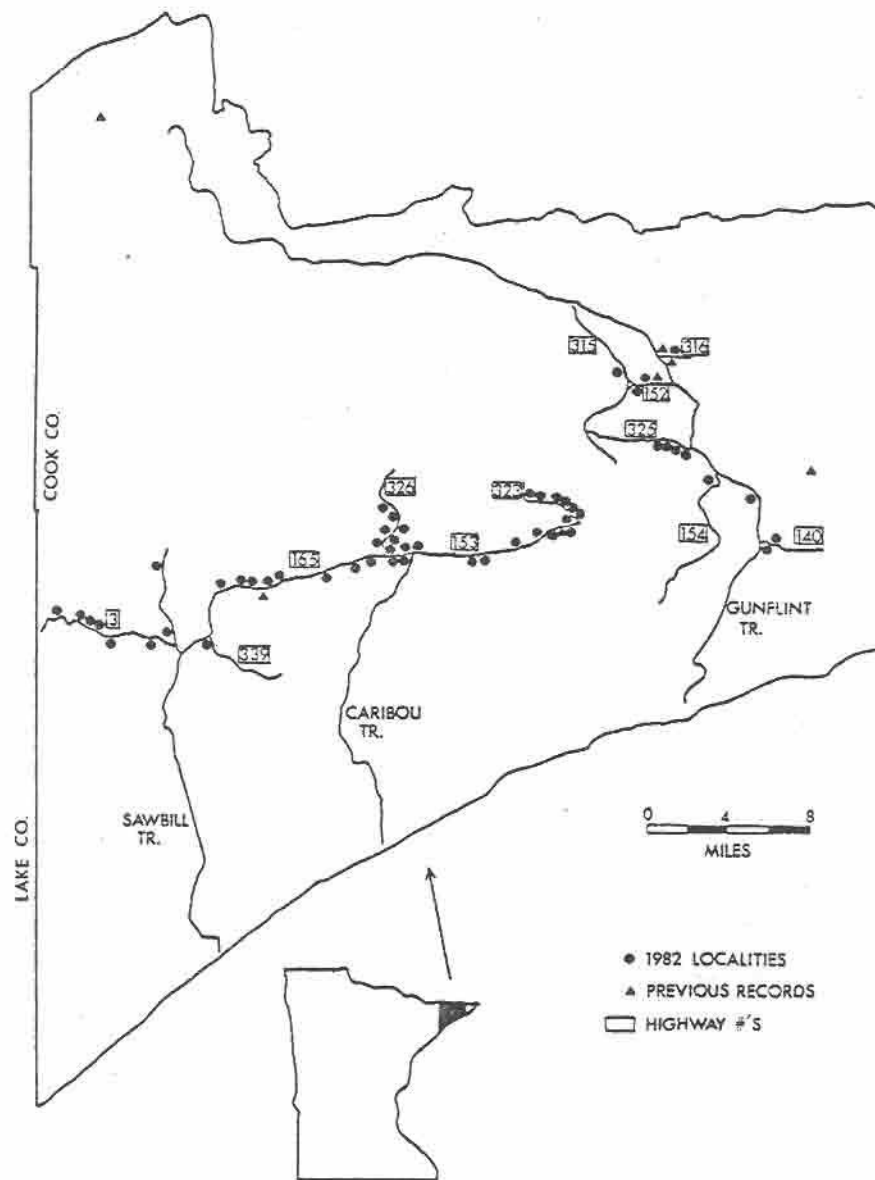 315
316
152
COOK CO.
325
326
323
165
153
154
140
3
GUNFLINT
TR.
339
CARIBOU
TR.
SAWBILL
TR.
LAKE CO.
0 4 8
MILES
1982 LOCALITIES
PREVIOUS RECORDS
HIGHWAY #'S